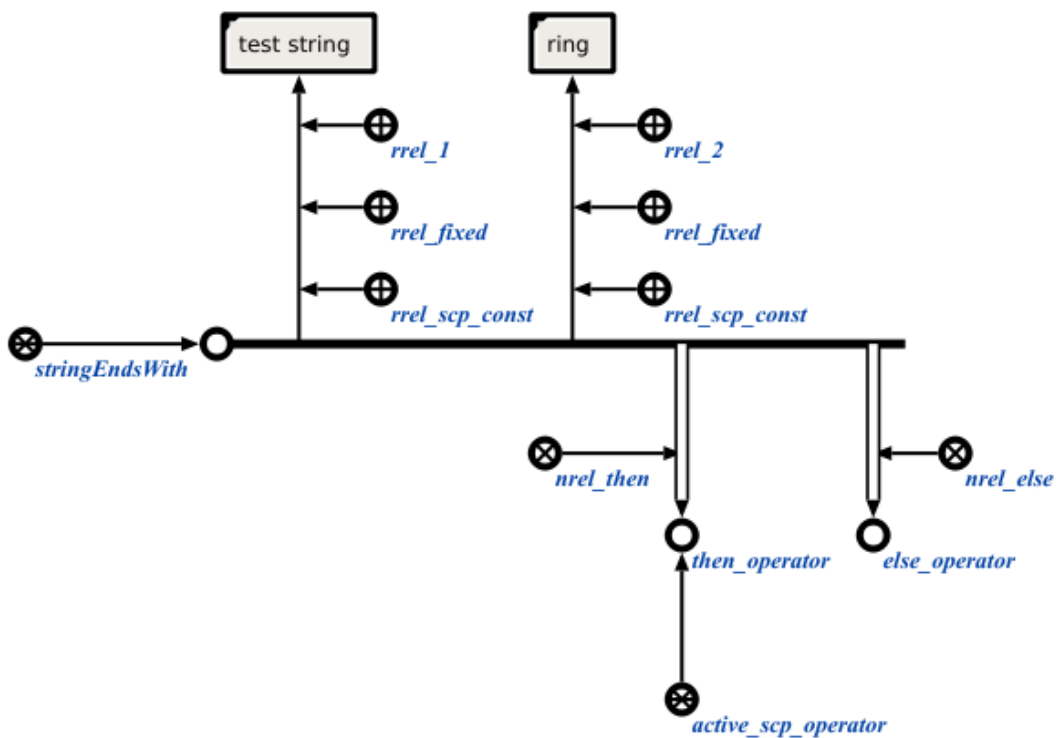 test string
ring
rrel_1
rrel_2
rrel_fixed
rrel_fixed
rrel_scp_const
rrel_scp_const
stringEndsWith
nrel_then
nrel_else
then_operator
else_operator
active_scp_operator